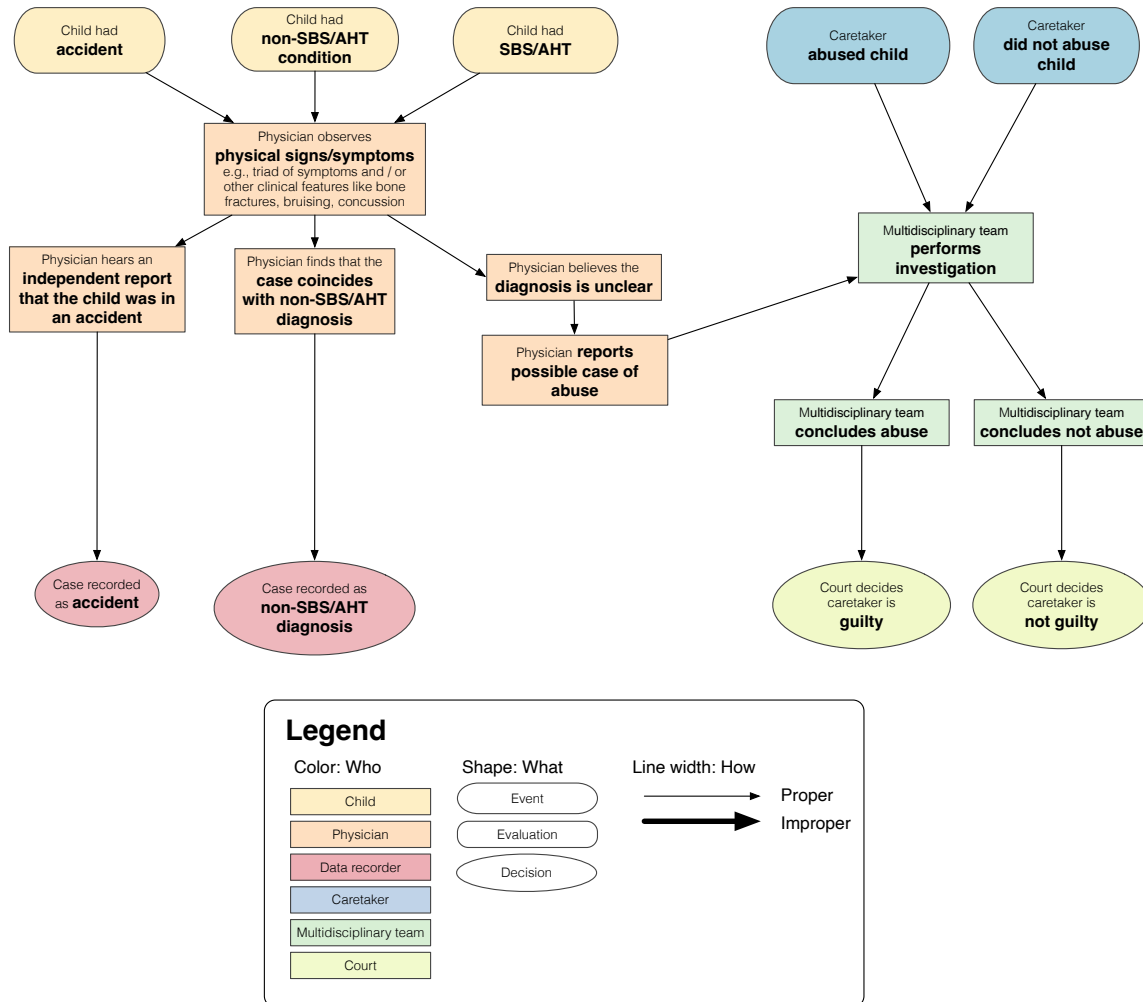 Child had
accident
Child had
non-SBS/AHT
condition
Child had
SBS/AHT
Caretaker
abused child
Caretaker
did not abuse
child
Physician observes
physical signs/symptoms
e.g., triad of symptoms and / or
other clinical features like bone
fractures, bruising, concussion
Physician hears an
independent report
that the child was in
an accident
Physician finds that the
case coincides
with non-SBS/AHT
diagnosis
Physician believes the
diagnosis is unclear
Multidisciplinary team
performs
investigation
Physician reports
possible case of
abuse
Multidisciplinary team
concludes abuse
Multidisciplinary team
concludes not abuse
Case recorded
as accident
Case recorded as
non-SBS/AHT
diagnosis
Court decides
caretaker is
guilty
Court decides
caretaker is
not guilty
Legend
Color: Who
Child
Physician
Data recorder
Caretaker
Multidisciplinary team
Court
Shape: What
Event
Evaluation
Decision
Line width: How
Proper
Improper